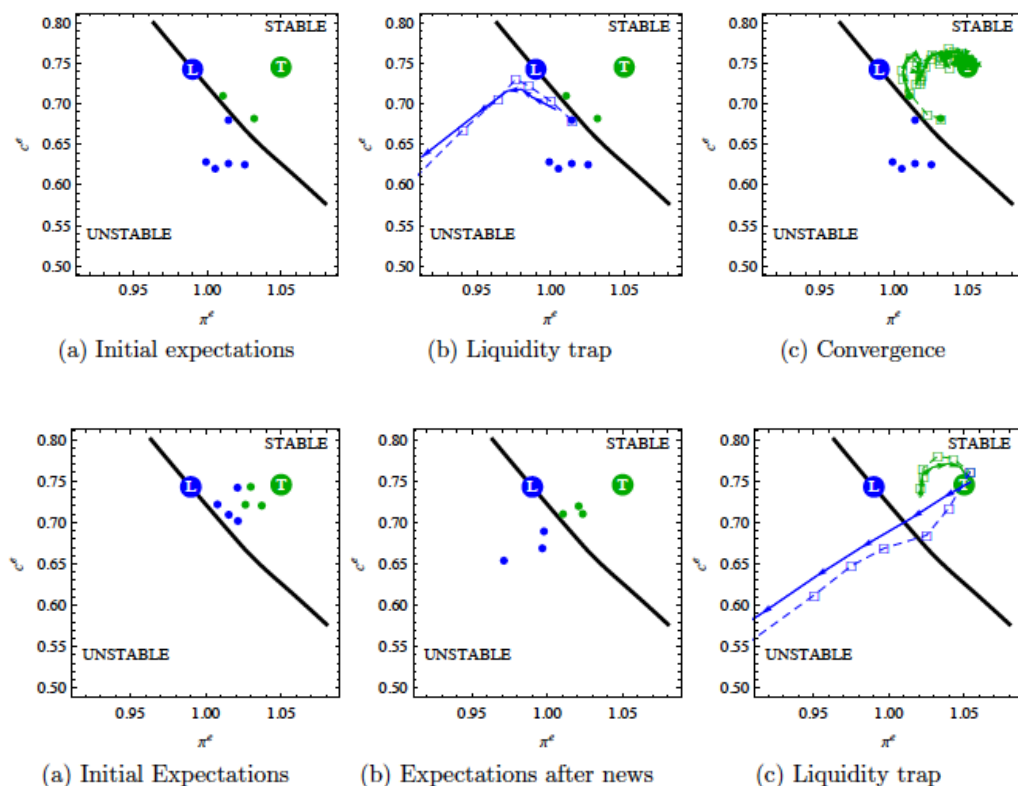 0.80 0.75 0.70 0.65 0.60 0.55 0.50
c^e
STABLE
L T
UNSTABLE
0.95 1.00 1.05
π^e
(a) Initial expectations
0.80 0.75 0.70 0.65 0.60 0.55 0.50
c^e
STABLE
L T
UNSTABLE
0.95 1.00 1.05
π^e
(b) Liquidity trap
0.80 0.75 0.70 0.65 0.60 0.55 0.50
c^e
STABLE
L T
UNSTABLE
0.95 1.00 1.05
π^e
(c) Convergence
0.80 0.75 0.70 0.65 0.60 0.55 0.50
c^e
STABLE
L T
UNSTABLE
0.95 1.00 1.05
π^e
(a) Initial Expectations
0.80 0.75 0.70 0.65 0.60 0.55 0.50
c^e
STABLE
L T
UNSTABLE
0.95 1.00 1.05
π^e
(b) Expectations after news
0.80 0.75 0.70 0.65 0.60 0.55 0.50
c^e
STABLE
L T
UNSTABLE
0.95 1.00 1.05
π^e
(c) Liquidity trap